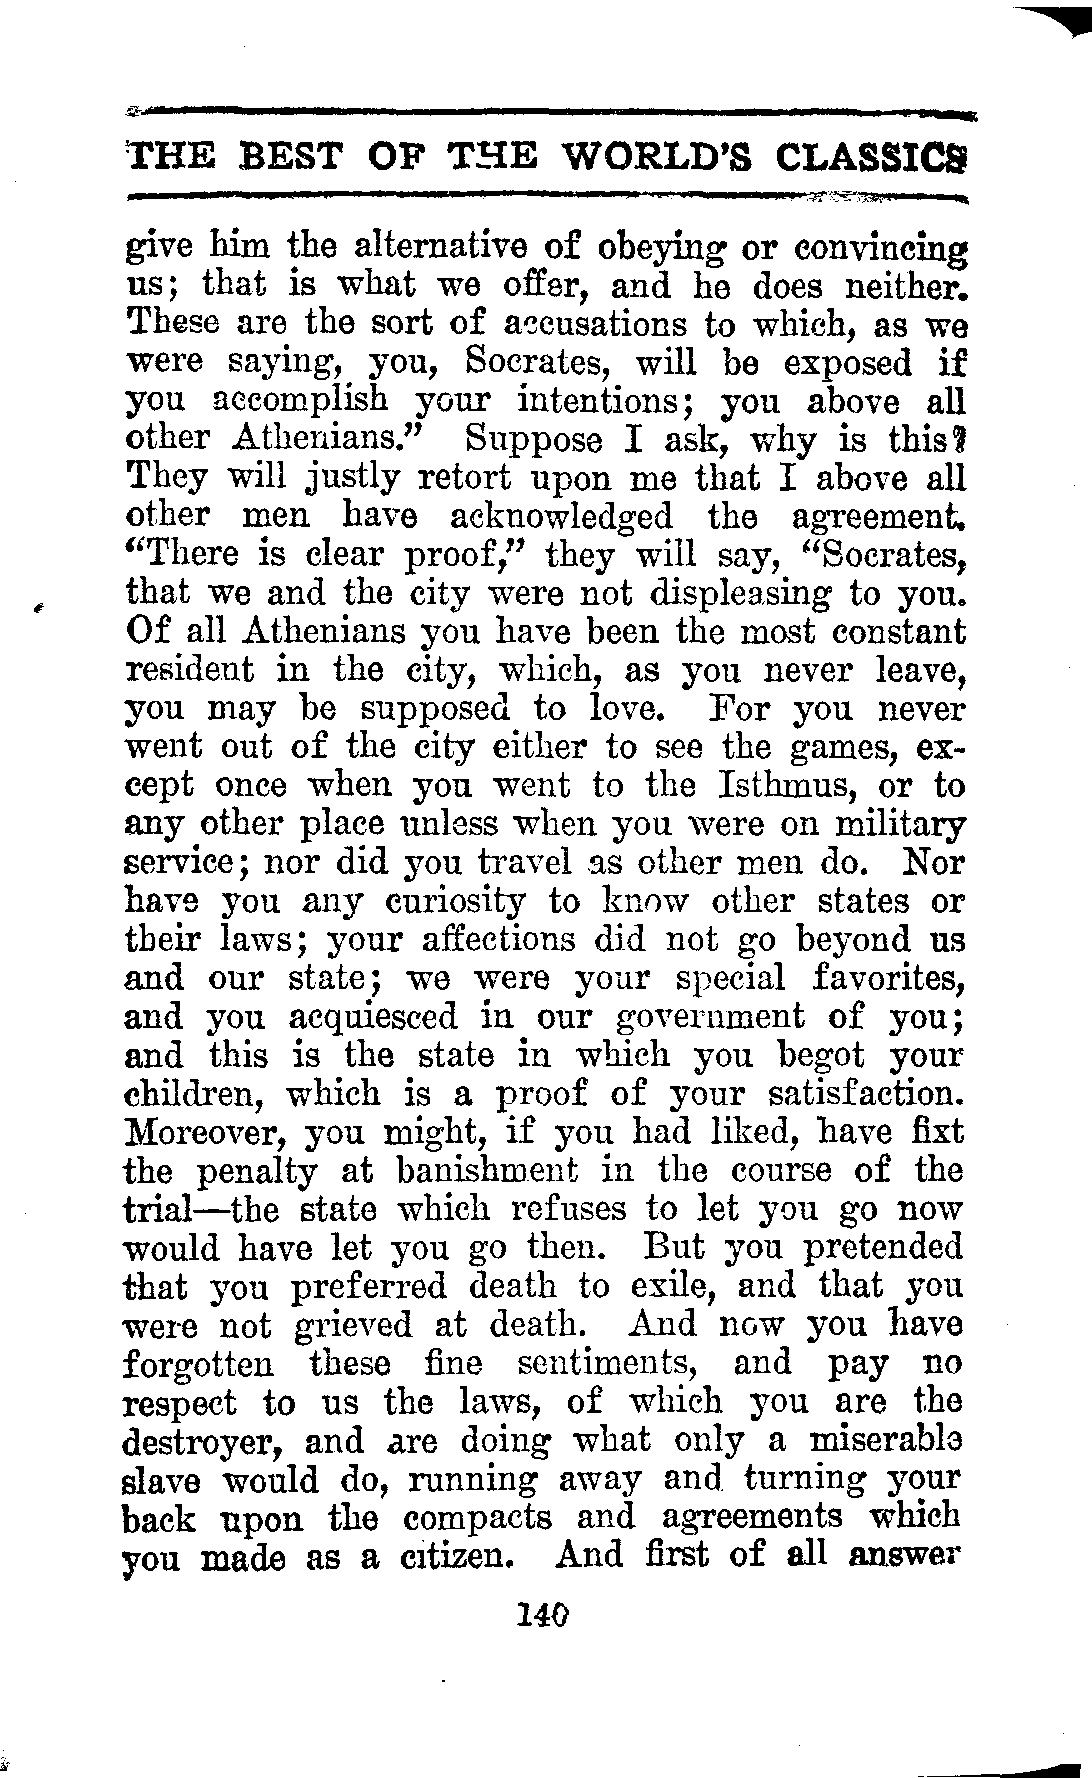 THE BEST OF THE WORLD'S CLASSICS
give him the alternative of obeying or convincing
us; that is what we offer, and he does neither.
These are the sort of accusations to which, as we
were saying, you, Socrates, will be exposed if
you accomplish your intentions; you above all
other Athenians.” Suppose I ask, why is this?
They will justly retort upon me that I above all
other men have acknowledged the agreement.
“There is clear proof,” they will say, “Socrates,
that we and the city were not displeasing to you.
Of all Athenians you have been the most constant
resident in the city, which, as you never leave,
you may be supposed to love. For you never
went out of the city either to see the games, ex-
cept once when you went to the Isthmus, or to
any other place unless when you were on military
service; nor did you travel as other men do. Nor
have you any curiosity to know other states or
their laws; your affections did not go beyond us
and our state; we were your special favorites,
and you acquiesced in our government of you;
and this is the state in which you begot your
children, which is a proof of your satisfaction.
Moreover, you might, if you had liked, have fixt
the penalty at banishment in the course of the
trial—the state which refuses to let you go now
would have let you go then. But you pretended
that you preferred death to exile, and that you
were not grieved at death. And now you have
forgotten these fine sentiments, and pay no
respect to us the laws, of which you are the
destroyer, and are doing what only a miserable
slave would do, running away and turning your
back upon the compacts and agreements which
you made as a citizen. And first of all answer
140